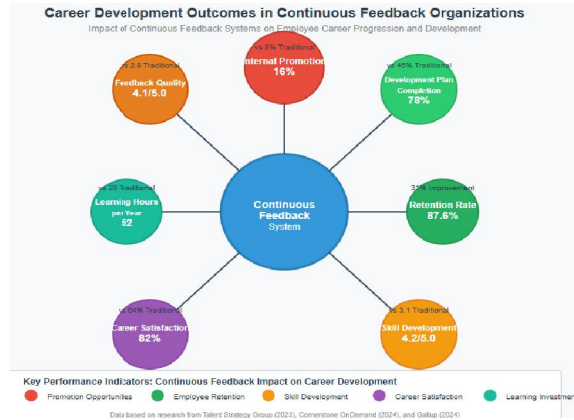 Career Development Outcomes in Continuous Feedback Organizations
Impact of Continuous Feedback Systems on Employee Career Progression and Development
vs 8% Traditional
Internal Promotion
16%
vs 2.8 Traditional
Feedback Quality
4.1/5.0
vs 45% Traditional
Development Plan
Completion
78%
vs 28 Traditional
Learning Hours
per Year
52
Continuous
Feedback
System
31% improvement
Retention Rate
87.6%
vs 64% Traditional
Career Satisfaction
82%
vs 3.1 Traditional
Skill Development
4.2/5.0
Key Performance Indicators: Continuous Feedback Impact on Career Development
Promotion Opportunities
Employee Retention
Skill Development
Career Satisfaction
Learning Investmen
Data based on research from Talent Strategy Group (2023), Cornerstone OnDemand (2024), and Gallup (2024)